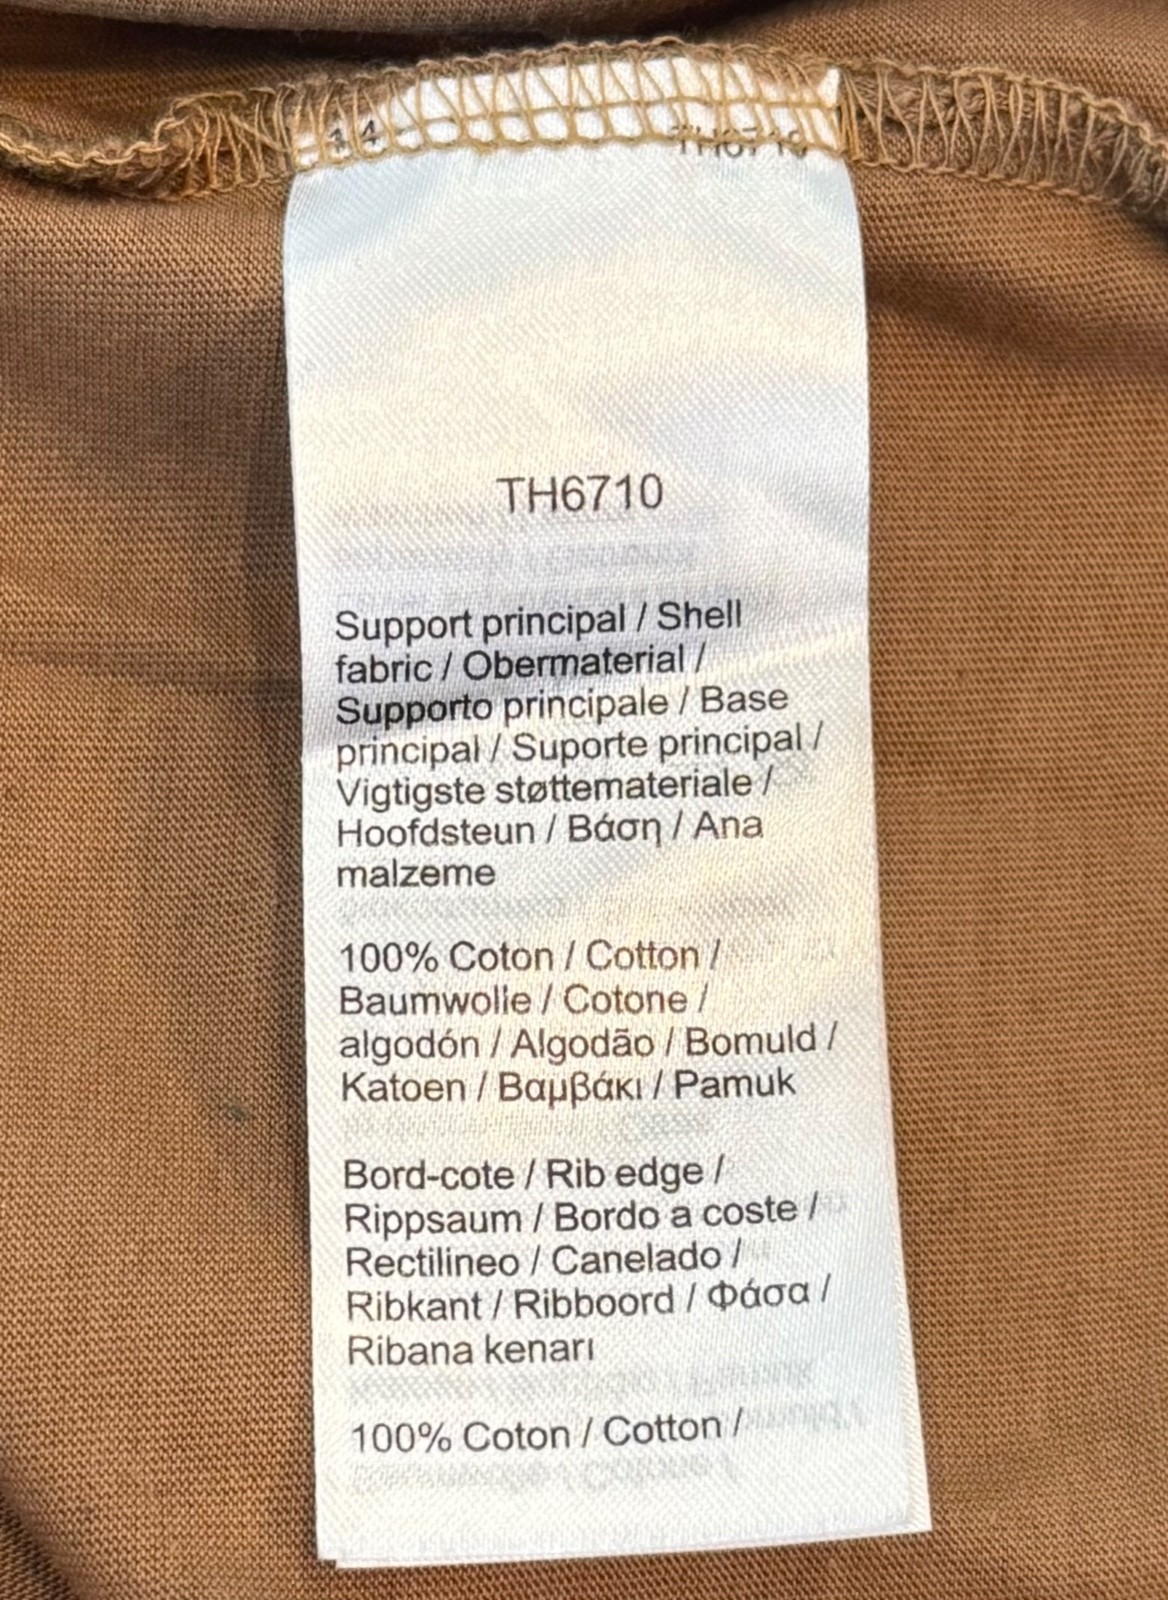 14
TH6710
TH6710
Support principal / Shell
fabric / Obermaterial /
Supporto principale / Base
principal / Suporte principal /
Vigtigste støttemateriale /
Hoofdsteun / Βάση / Ana
malzeme
100% Coton / Cotton /
Baumwolle / Cotone /
algodón / Algodão / Bomuld /
Katoen / Βαμβάκι / Pamuk
Bord-cote / Rib edge /
Rippsaum / Bordo a coste /
Rectilineo / Canelado /
Ribkant / Ribboord / Φάσα /
Ribana kenarı
100% Coton / Cotton /